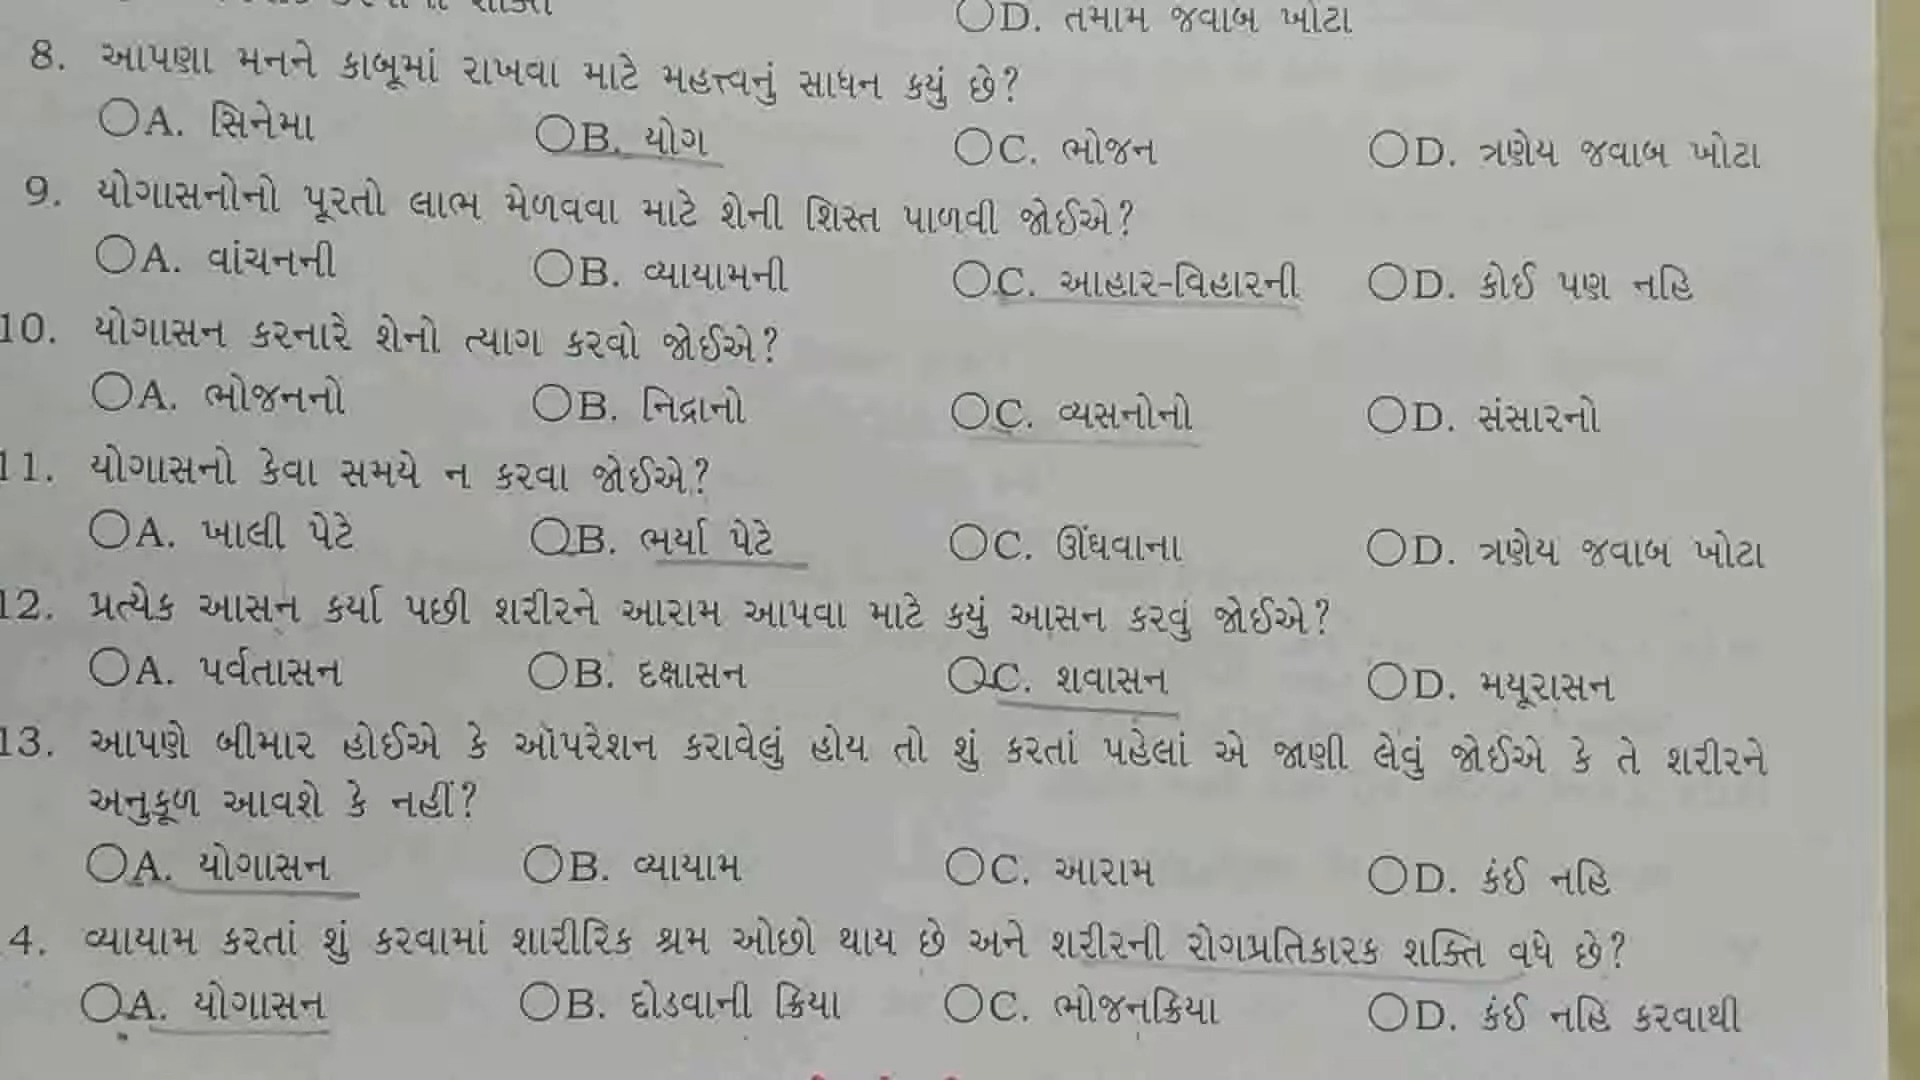 D. તમામ જવાબ ખોટા
8. આપણા મનને કાબૂમાં રાખવા માટે મહત્ત્વનું સાધન કયું છે?
A. સિનેમા B. યોગ C. ભોજન D. ત્રણેય જવાબ ખોટા
9. યોગાસનોનો પૂરતો લાભ મેળવવા માટે શેની શિસ્ત પાળવી જોઈએ?
A. વાંચનની B. વ્યાયામની C. આહાર-વિહારની D. કોઈ પણ નહિ
10. યોગાસન કરનારે શેનો ત્યાગ કરવો જોઈએ?
A. ભોજનનો B. નિદ્રાનો C. વ્યસનોનો D. સંસારનો
11. યોગાસનો કેવા સમયે ન કરવા જોઈએ?
A. ખાલી પેટે B. ભર્યા પેટે C. ઊંઘવાના D. ત્રણેય જવાબ ખોટા
12. પ્રત્યેક આસન કર્યા પછી શરીરને આરામ આપવા માટે કયું આસન કરવું જોઈએ?
A. પર્વતાસન B. દક્ષાસન C. શવાસન D. મયૂરાસન
13. આપણે બીમાર હોઈએ કે ઑપરેશન કરાવેલું હોય તો શું કરતાં પહેલાં એ જાણી લેવું જોઈએ કે તે શરીરને
અનુકૂળ આવશે કે નહીં?
A. યોગાસન B. વ્યાયામ C. આરામ D. કંઈ નહિ
4. વ્યાયામ કરતાં શું કરવામાં શારીરિક શ્રમ ઓછો થાય છે અને શરીરની રોગપ્રતિકારક શક્તિ વધે છે?
A. યોગાસન B. દોડવાની ક્રિયા C. ભોજનક્રિયા D. કંઈ નહિ કરવાથી